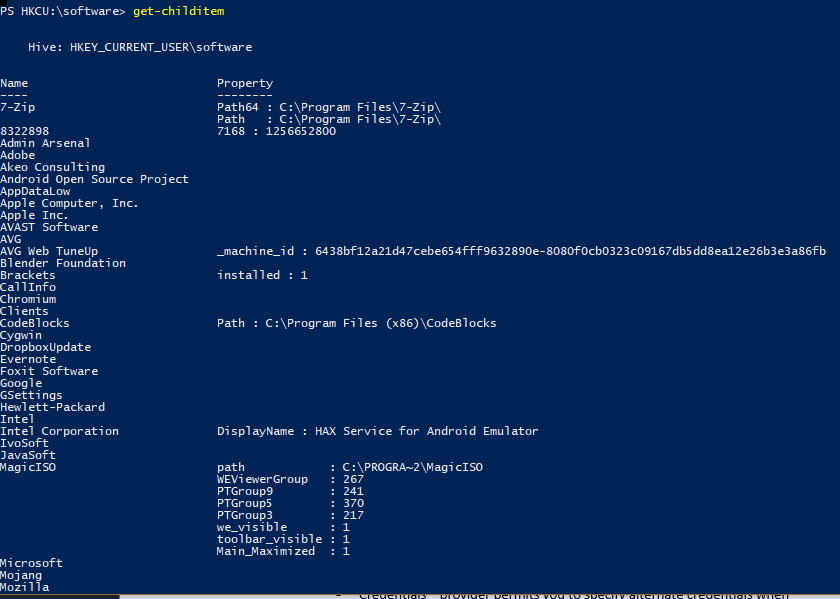 PS HKCU:\software> get-childitem
Hive: HKEY_CURRENT_USER\software
Name Property
---- --------
7-Zip Path64 : C:\Program Files\7-Zip\
Path : C:\Program Files\7-Zip\
8322898 7168 : 1256652800
Admin Arsenal
Adobe
Akeo Consulting
Android Open Source Project
AppDataLow
Apple Computer, Inc.
Apple Inc.
AVAST Software
AVG
AVG Web TuneUp _machine_id : 6438bf12a21d47cebe654fff9632890e-8080f0cb0323c09167db5dd8ea12e26b3e3a86fb
Blender Foundation
Brackets installed : 1
CallInfo
Chromium
Clients
CodeBlocks Path : C:\Program Files (x86)\CodeBlocks
Cygwin
DropboxUpdate
Evernote
Foxit Software
Google
GSettings
Hewlett-Packard
Intel
Intel Corporation DisplayName : HAX Service for Android Emulator
IvoSoft
JavaSoft
MagicISO path : C:\PROGRA~2\MagicISO
WEViewerGroup : 267
PTGroup9 : 241
PTGroup5 : 370
PTGroup3 : 217
we_visible : 1
toolbar_visible : 1
Main_Maximized : 1
Microsoft
Mojang
Mozilla
Credentials provider permits you to specify alternate credentials when